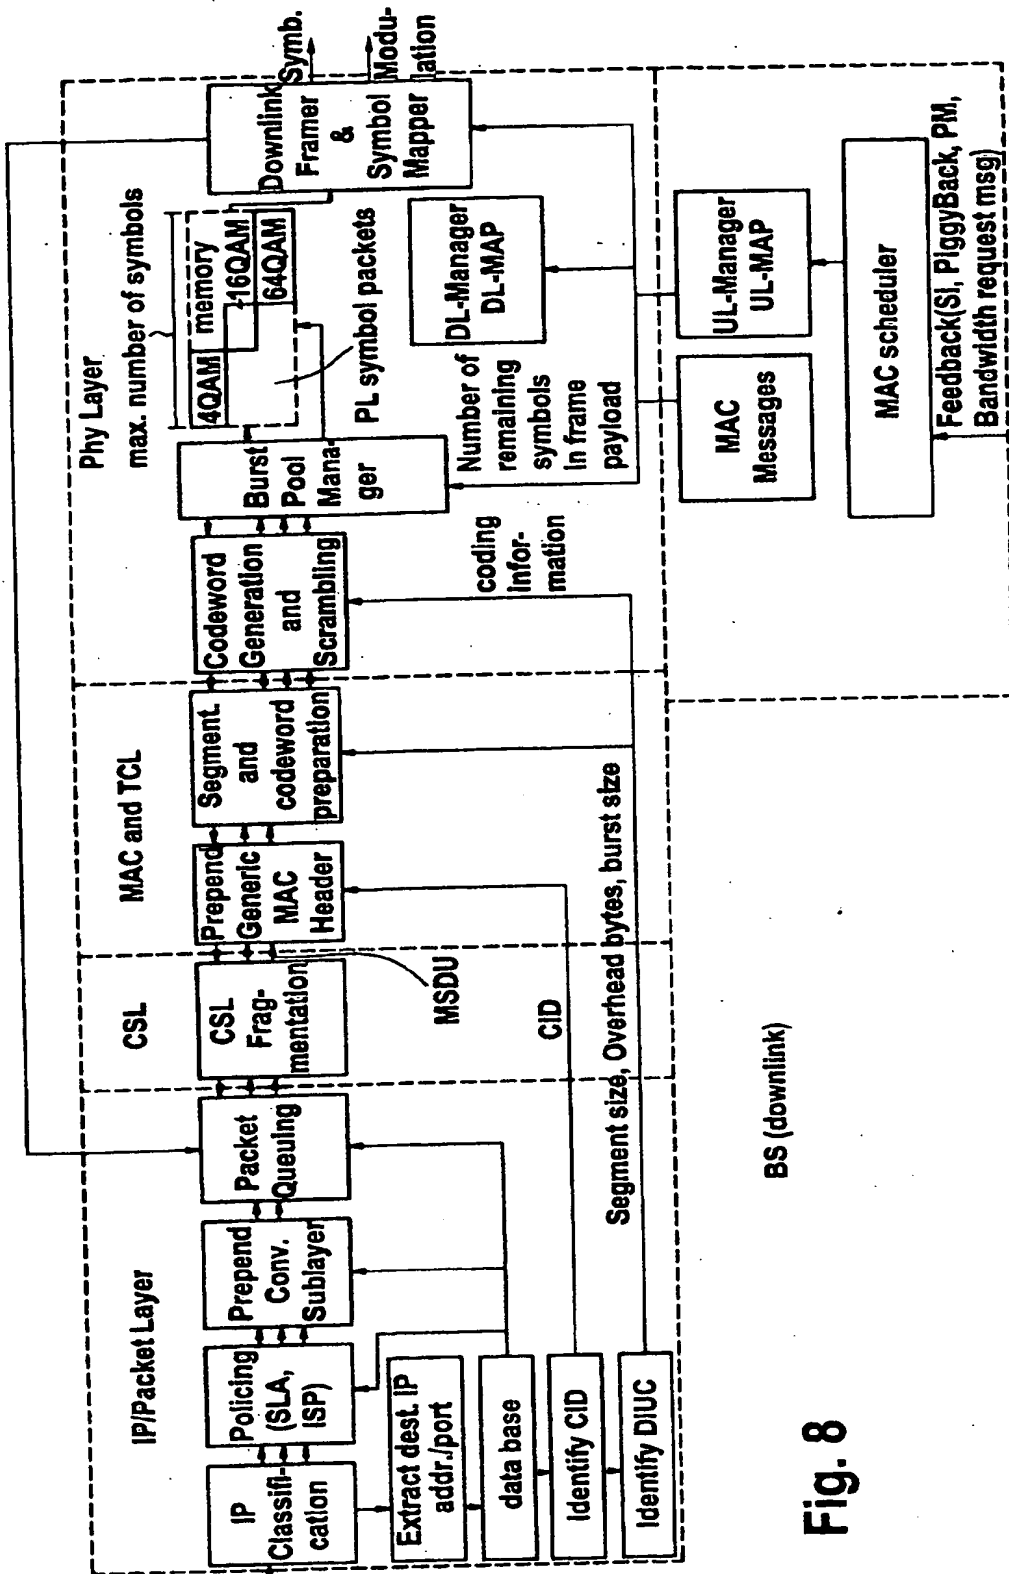 IP/Packet Layer
CSL
MAC and TCL
Phy Layer
max. number of symbols
IP
Classifi-
cation
Policing
(SLA,
ISP)
Prepend
Conv.
Sublayer
Packet
Queuing
CSL
Frag-
mentation
Prepend
Generic
MAC
Header
Segment.
and
codeword
preparation
Codeword
Generation
and
Scrambling
Burst
Pool
Mana-
ger
4QAM
memory
16QAM
64QAM
PL symbol packets
Downlink
Framer
&
Symbol
Mapper
Symb.
Modu-
lation
Extract dest. IP
addr./port
data base
Identify CID
Identify DIUC
MSDU
CID
Segment size, Overhead bytes, burst size
coding
infor-
mation
Number of
remaining
symbols
in frame
payload
DL-Manager
DL-MAP
MAC
Messages
UL-Manager
UL-MAP
MAC scheduler
Feedback(SI, PiggyBack, PM,
Bandwidth request msg)
BS (downlink)
Fig. 8